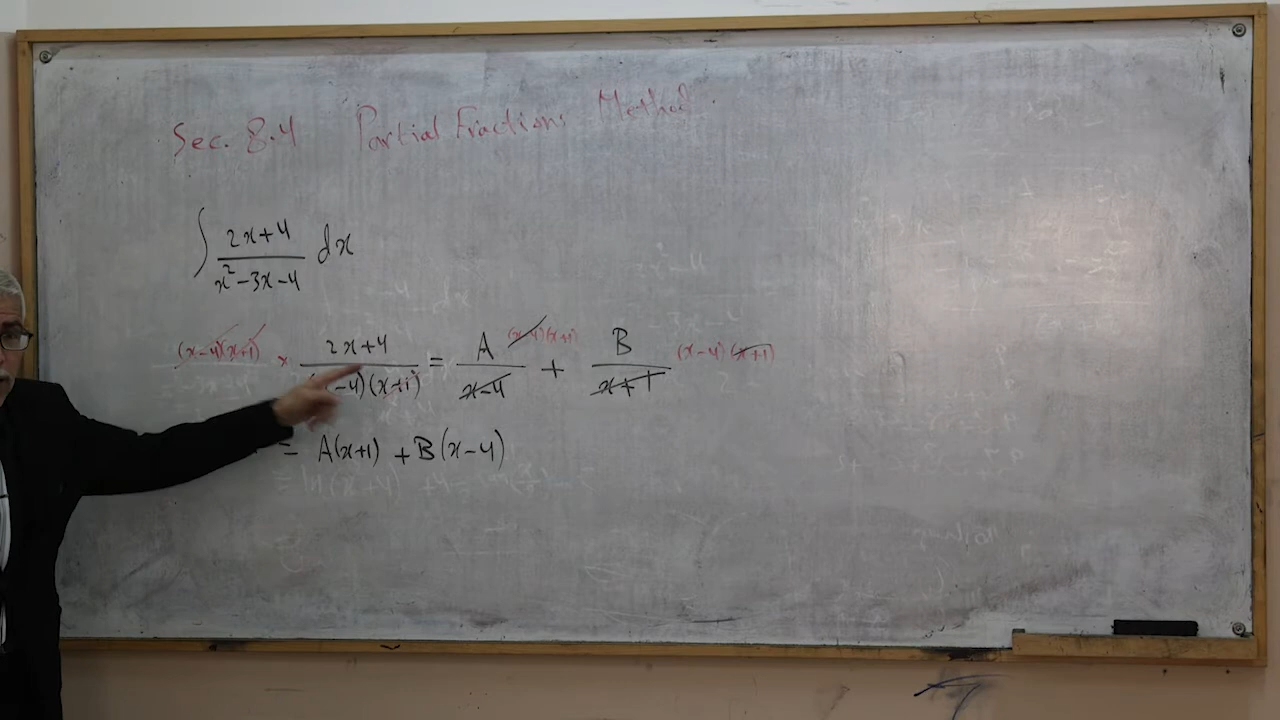 Sec. 8.4 Partial Fractions Method.
∫ 2x+4 / x²-3x-4 dx
(x-4)(x+1) × 2x+4 / -4)(x+1) = A / x-4 (x-4)(x+1) + B / x+1 (x-4)(x+1)
= A(x+1) + B(x-4)